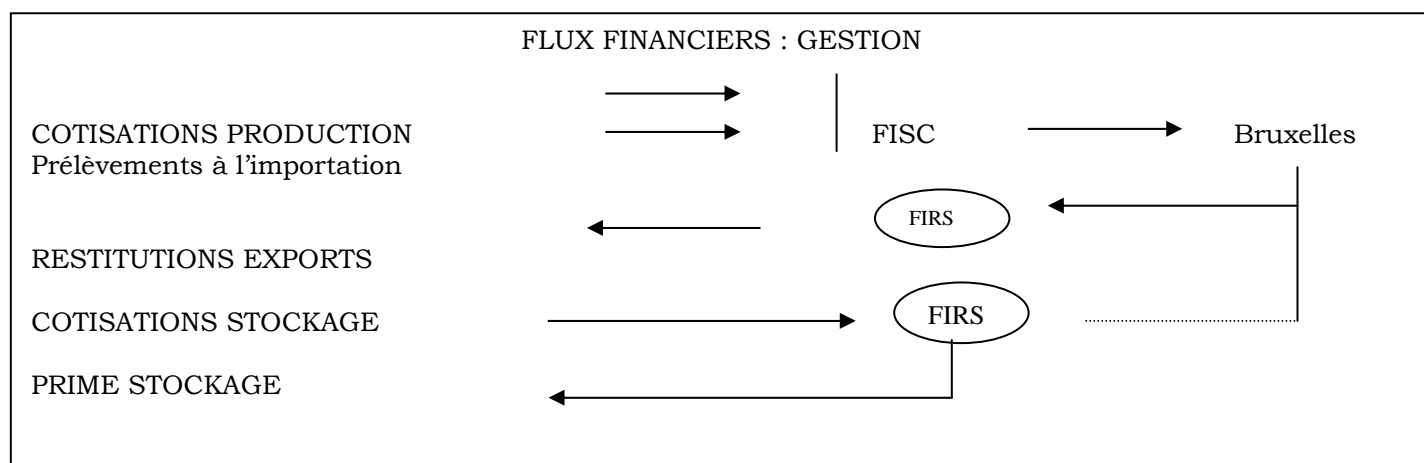 FLUX FINANCIERS : GESTION
COTISATIONS PRODUCTION FISC Bruxelles
Prélèvements à l'importation
FIRS
RESTITUTIONS EXPORTS
COTISATIONS STOCKAGE FIRS
PRIME STOCKAGE